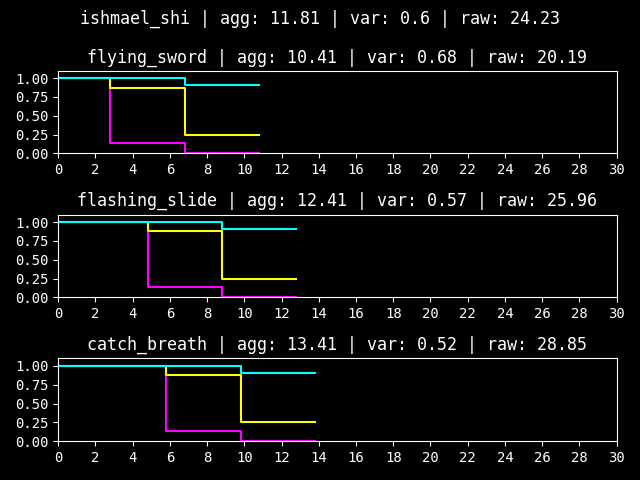 ishmael_shi | agg: 11.81 | var: 0.6 | raw: 24.23
flying_sword | agg: 10.41 | var: 0.68 | raw: 20.19
1.00
0.75
0.50
0.25
0.00
0 2 4 6 8 10 12 14 16 18 20 22 24 26 28 30
flashing_slide | agg: 12.41 | var: 0.57 | raw: 25.96
1.00
0.75
0.50
0.25
0.00
0 2 4 6 8 10 12 14 16 18 20 22 24 26 28 30
catch_breath | agg: 13.41 | var: 0.52 | raw: 28.85
1.00
0.75
0.50
0.25
0.00
0 2 4 6 8 10 12 14 16 18 20 22 24 26 28 30